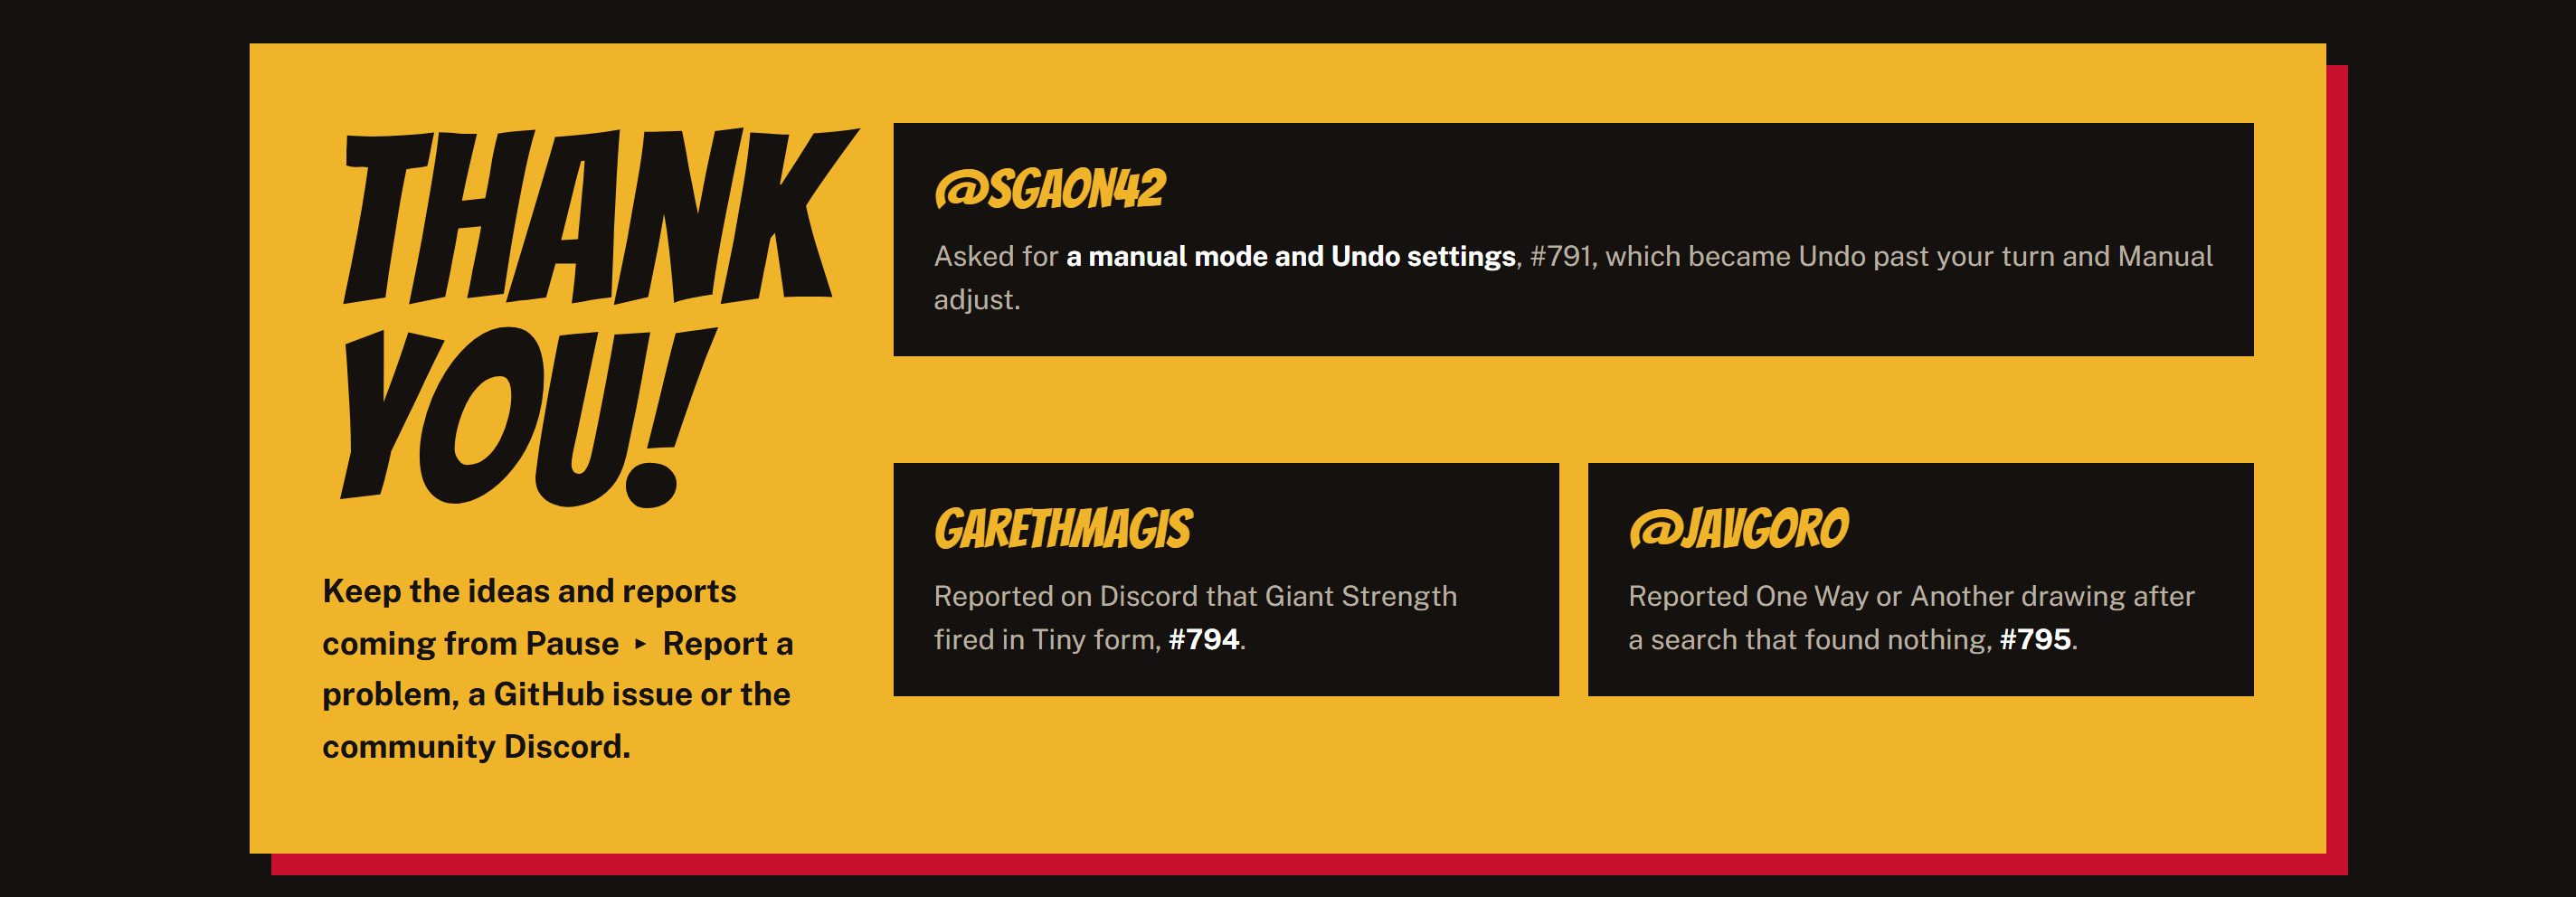 THANK
YOU!
Keep the ideas and reports
coming from Pause ▸ Report a
problem, a GitHub issue or the
community Discord.
@SGAON42
Asked for a manual mode and Undo settings, #791, which became Undo past your turn and Manual
adjust.
GARETHMAGIS
Reported on Discord that Giant Strength
fired in Tiny form, #794.
@JAVGORO
Reported One Way or Another drawing after
a search that found nothing, #795.